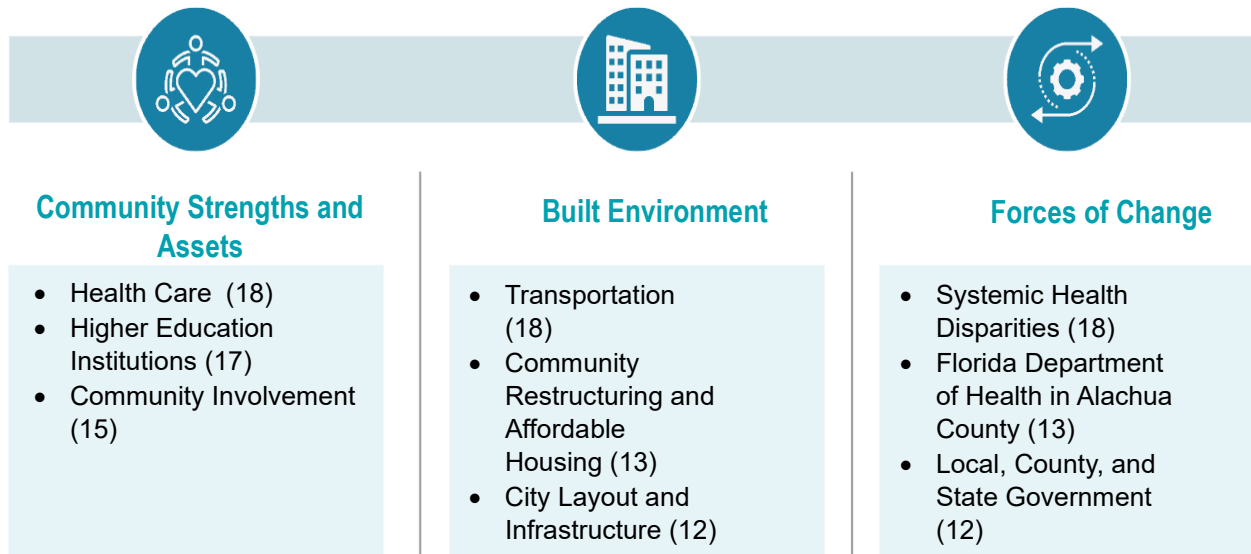 Community Strengths and
Assets
• Health Care (18)
• Higher Education
Institutions (17)
• Community Involvement
(15)
Built Environment
• Transportation
(18)
• Community
Restructuring and
Affordable
Housing (13)
• City Layout and
Infrastructure (12)
Forces of Change
• Systemic Health
Disparities (18)
• Florida Department
of Health in Alachua
County (13)
• Local, County, and
State Government
(12)